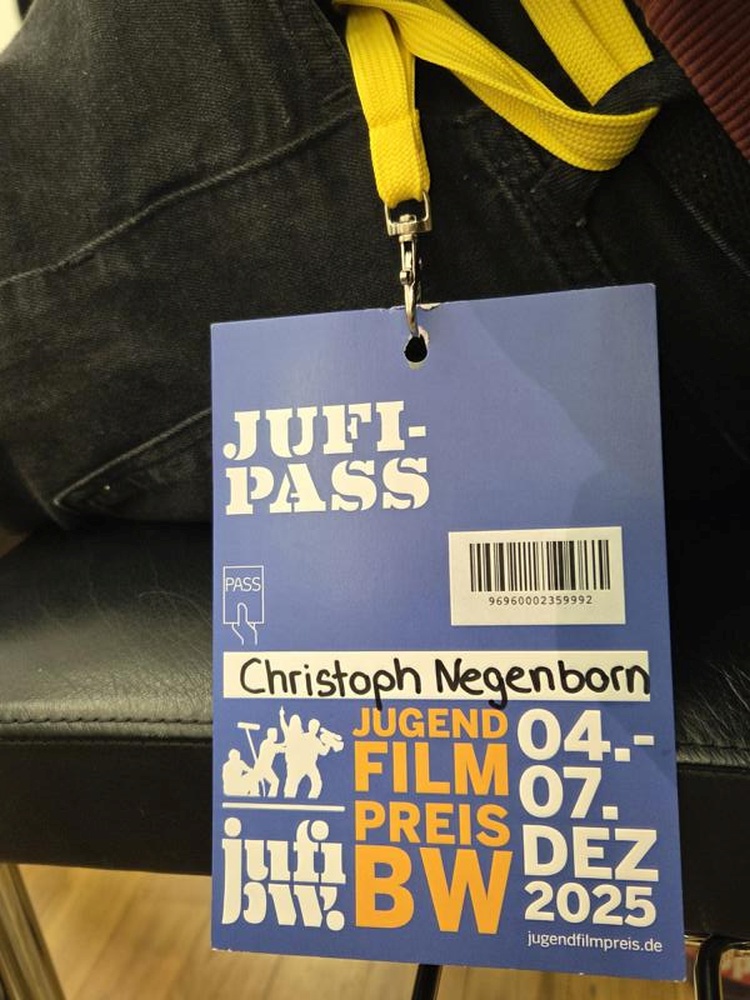 JUFI-
PASS
PASS
96960002359992
Christoph Negenborn
jufi
bw.
JUGEND
FILM
PREIS
BW
04.-
07.
DEZ
2025
jugendfilmpreis.de